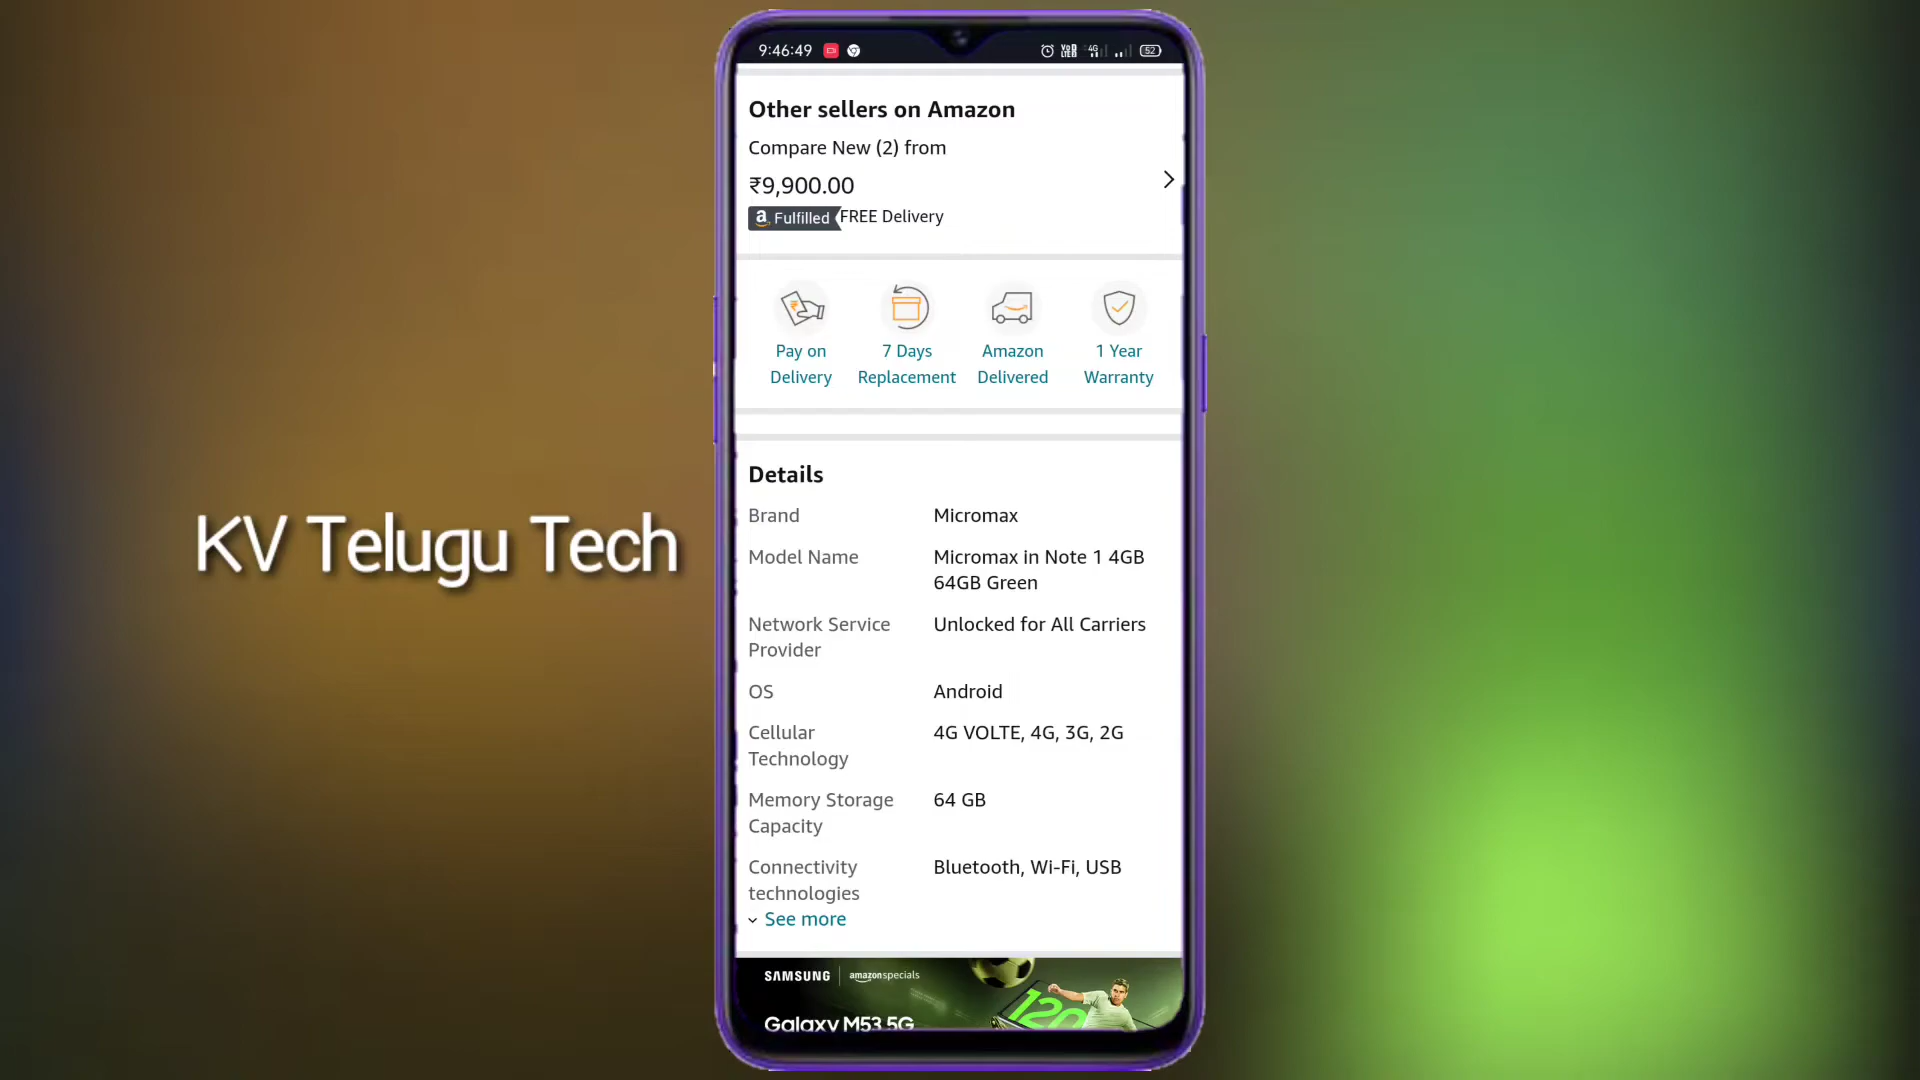 9:46:49
4G
52
Other sellers on Amazon
Compare New (2) from
₹9,900.00
a Fulfilled FREE Delivery
Pay on Delivery
7 Days Replacement
Amazon Delivered
1 Year Warranty
Details
Brand Micromax
Model Name Micromax in Note 1 4GB
64GB Green
Network Service Provider Unlocked for All Carriers
OS Android
Cellular Technology 4G VOLTE, 4G, 3G, 2G
Memory Storage Capacity 64 GB
Connectivity technologies Bluetooth, Wi-Fi, USB
See more
SAMSUNG amazonspecials
120
Galaxy M53 5G
KV Telugu Tech